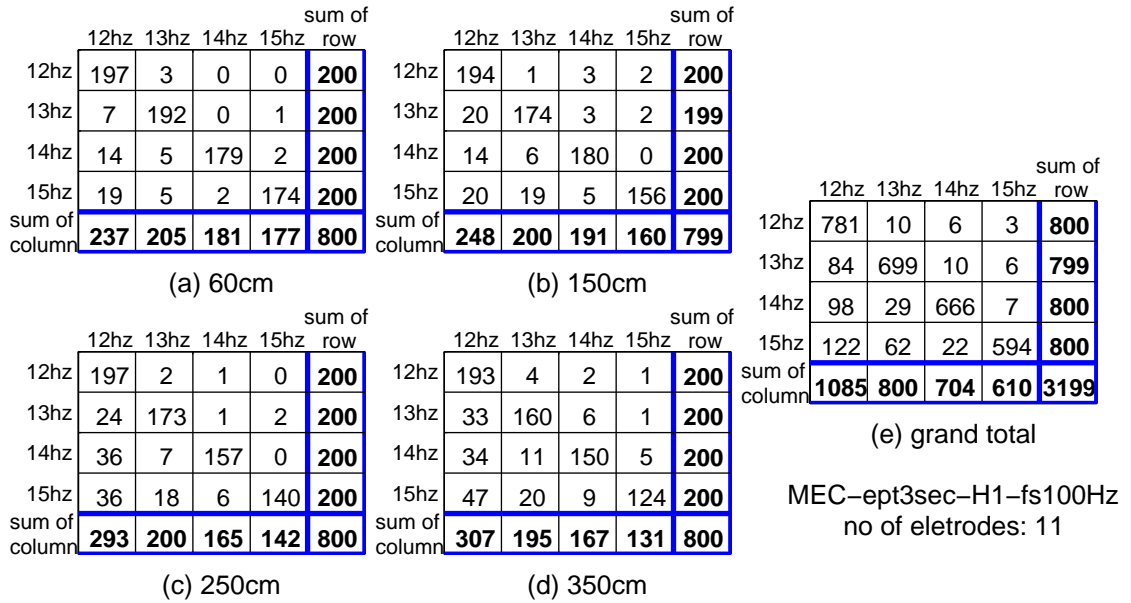 sum of
12hz 13hz 14hz 15hz row
12hz 197 3 0 0 200
13hz 7 192 0 1 200
14hz 14 5 179 2 200
15hz 19 5 2 174 200
sum of
column 237 205 181 177 800
(a) 60cm
sum of
12hz 13hz 14hz 15hz row
12hz 194 1 3 2 200
13hz 20 174 3 2 199
14hz 14 6 180 0 200
15hz 20 19 5 156 200
sum of
column 248 200 191 160 799
(b) 150cm
sum of
12hz 13hz 14hz 15hz row
12hz 197 2 1 0 200
13hz 24 173 1 2 200
14hz 36 7 157 0 200
15hz 36 18 6 140 200
sum of
column 293 200 165 142 800
(c) 250cm
sum of
12hz 13hz 14hz 15hz row
12hz 193 4 2 1 200
13hz 33 160 6 1 200
14hz 34 11 150 5 200
15hz 47 20 9 124 200
sum of
column 307 195 167 131 800
(d) 350cm
sum of
12hz 13hz 14hz 15hz row
12hz 781 10 6 3 800
13hz 84 699 10 6 799
14hz 98 29 666 7 800
15hz 122 62 22 594 800
sum of
column 1085 800 704 610 3199
(e) grand total
MEC−ept3sec−H1−fs100Hz
no of eletrodes: 11